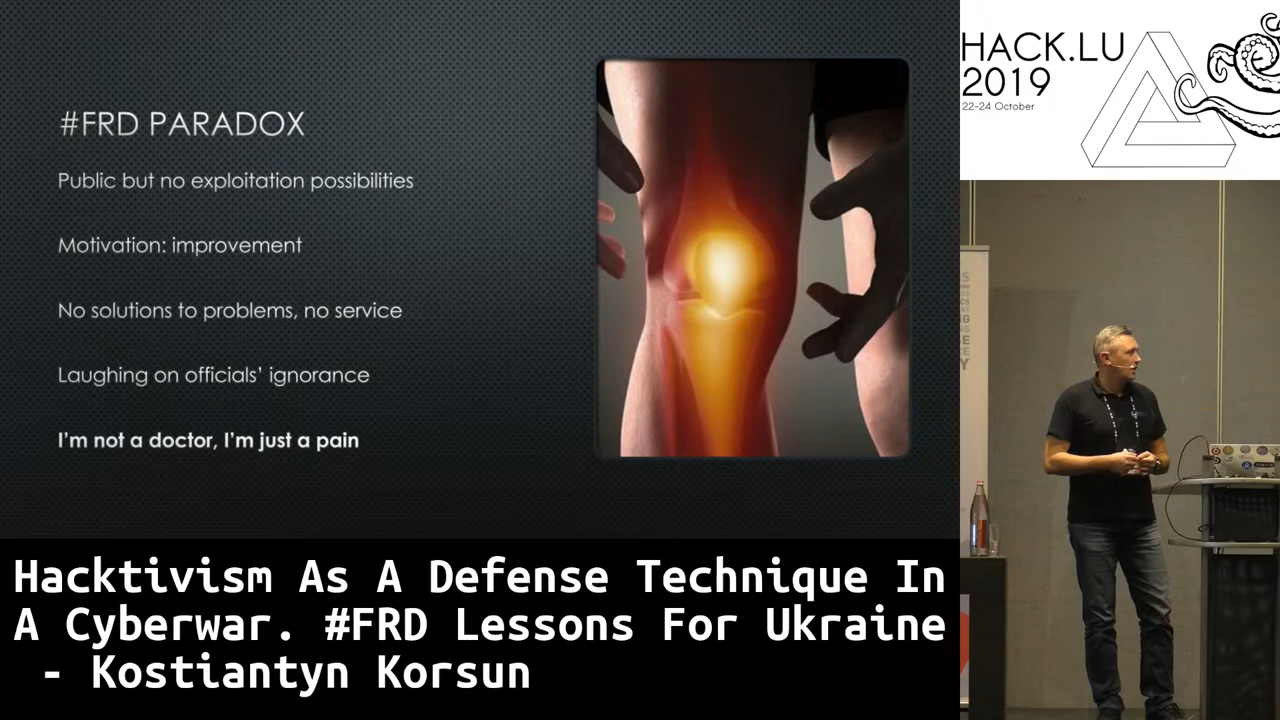 #FRD PARADOX
Public but no exploitation possibilities
Motivation: improvement
No solutions to problems, no service
Laughing on officials' ignorance
I'm not a doctor, I'm just a pain
HACK.LU
2019
22-24 October
Hacktivism As A Defense Technique In
A Cyberwar. #FRD Lessons For Ukraine
- Kostiantyn Korsun